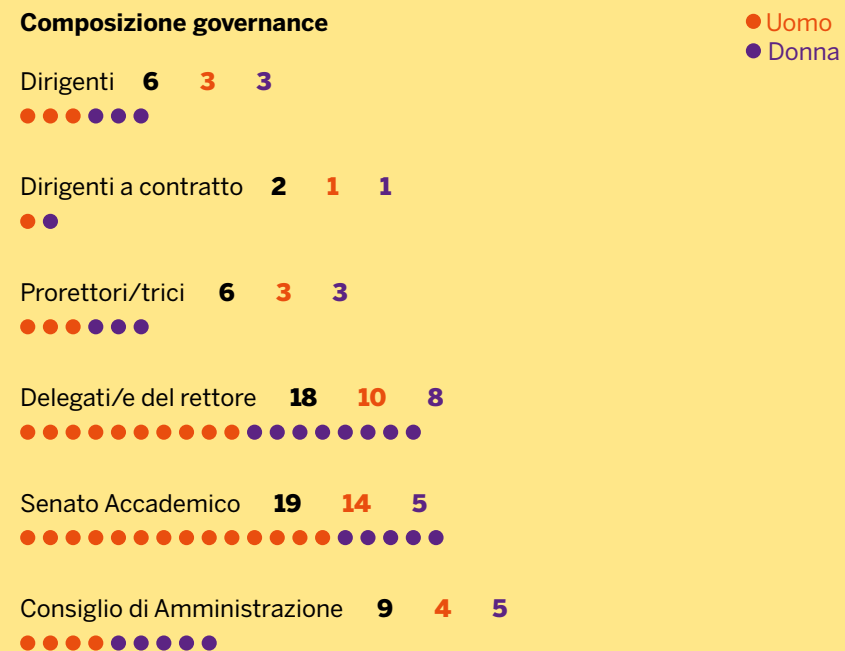 Composizione governance
Uomo
Donna
Dirigenti 6 3 3
Dirigenti a contratto 2 1 1
Prorettori/trici 6 3 3
Delegati/e del rettore 18 10 8
Senato Accademico 19 14 5
Consiglio di Amministrazione 9 4 5